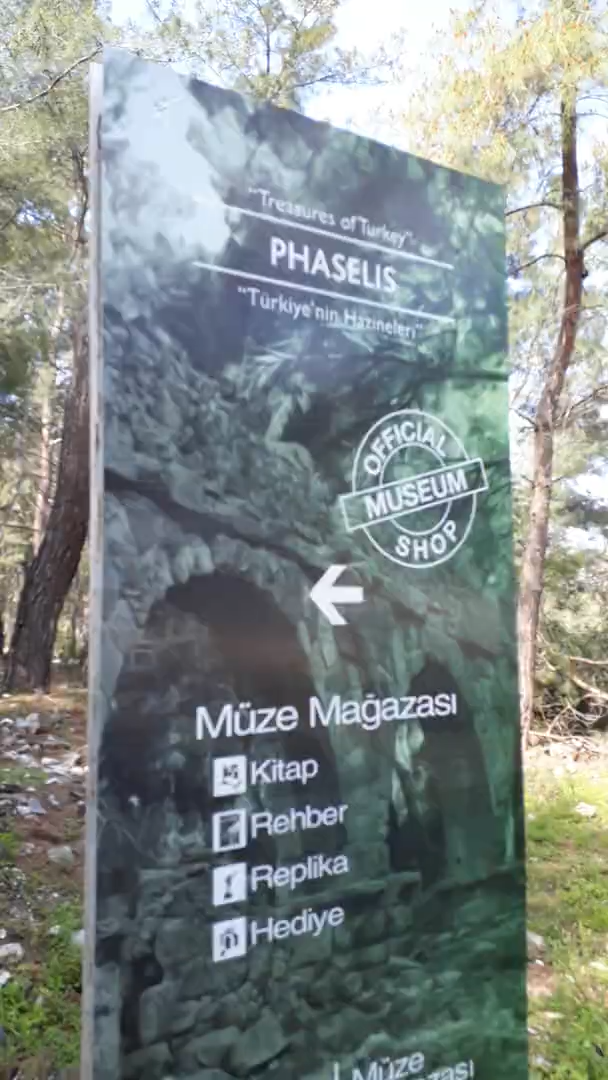 "Treasures of Turkey"
PHASELIS
"Türkiye'nin Hazineleri"
OFFICIAL
MUSEUM
SHOP
Müze Mağazası
Kitap
Rehber
Replika
Hediye
Müze